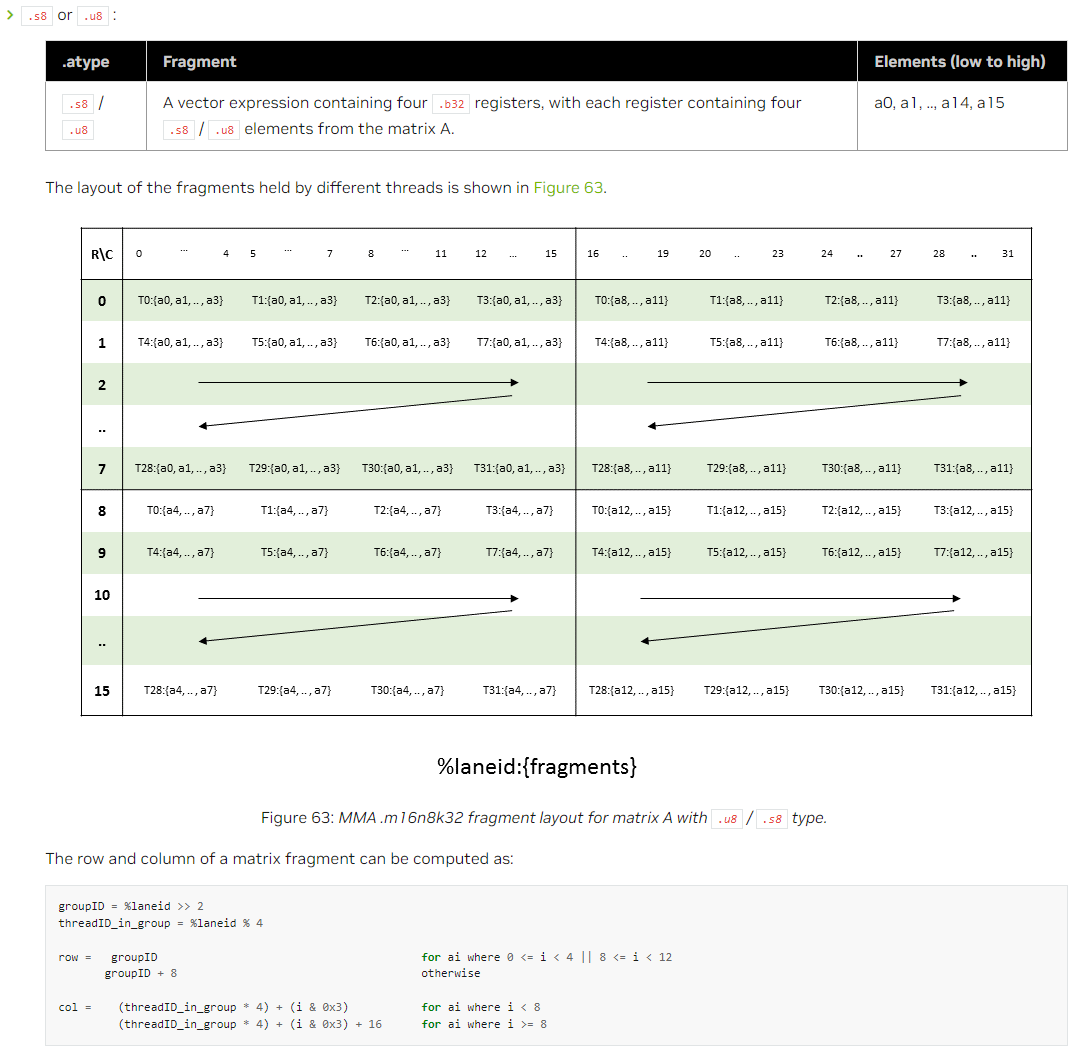 .s8 or .u8 :
.atype Fragment Elements (low to high)
.s8 / A vector expression containing four .b32 registers, with each register containing four a0, a1, .., a14, a15
.u8 .s8 / .u8 elements from the matrix A.
The layout of the fragments held by different threads is shown in Figure 63.
R\C 0 ... 4 5 ... 7 8 ... 11 12 ... 15 16 .. 19 20 .. 23 24 .. 27 28 .. 31
0 T0:{a0, a1, .. , a3} T1:{a0, a1, .. , a3} T2:{a0, a1, .. , a3} T3:{a0, a1, .. , a3} T0:{a8, .. , a11} T1:{a8, .. , a11} T2:{a8, .. , a11} T3:{a8, .. , a11}
1 T4:{a0, a1, .. , a3} T5:{a0, a1, .. , a3} T6:{a0, a1, .. , a3} T7:{a0, a1, .. , a3} T4:{a8, .. , a11} T5:{a8, .. , a11} T6:{a8, .. , a11} T7:{a8, .. , a11}
2
..
7 T28:{a0, a1, .. , a3} T29:{a0, a1, .. , a3} T30:{a0, a1, .. , a3} T31:{a0, a1, .. , a3} T28:{a8, .. , a11} T29:{a8, .. , a11} T30:{a8, .. , a11} T31:{a8, .. , a11}
8 T0:{a4, .. , a7} T1:{a4, .. , a7} T2:{a4, .. , a7} T3:{a4, .. , a7} T0:{a12, .. , a15} T1:{a12, .. , a15} T2:{a12, .. , a15} T3:{a12, .. , a15}
9 T4:{a4, .. , a7} T5:{a4, .. , a7} T6:{a4, .. , a7} T7:{a4, .. , a7} T4:{a12, .. , a15} T5:{a12, .. , a15} T6:{a12, .. , a15} T7:{a12, .. , a15}
10
..
15 T28:{a4, .. , a7} T29:{a4, .. , a7} T30:{a4, .. , a7} T31:{a4, .. , a7} T28:{a12, .. , a15} T29:{a12, .. , a15} T30:{a12, .. , a15} T31:{a12, .. , a15}
%laneid:{fragments}
Figure 63: MMA .m16n8k32 fragment layout for matrix A with .u8 / .s8 type.
The row and column of a matrix fragment can be computed as:
groupID = %laneid >> 2
threadID_in_group = %laneid % 4
row = groupID for ai where 0 <= i < 4 || 8 <= i < 12
groupID + 8 otherwise
col = (threadID_in_group * 4) + (i & 0x3) for ai where i < 8
(threadID_in_group * 4) + (i & 0x3) + 16 for ai where i >= 8